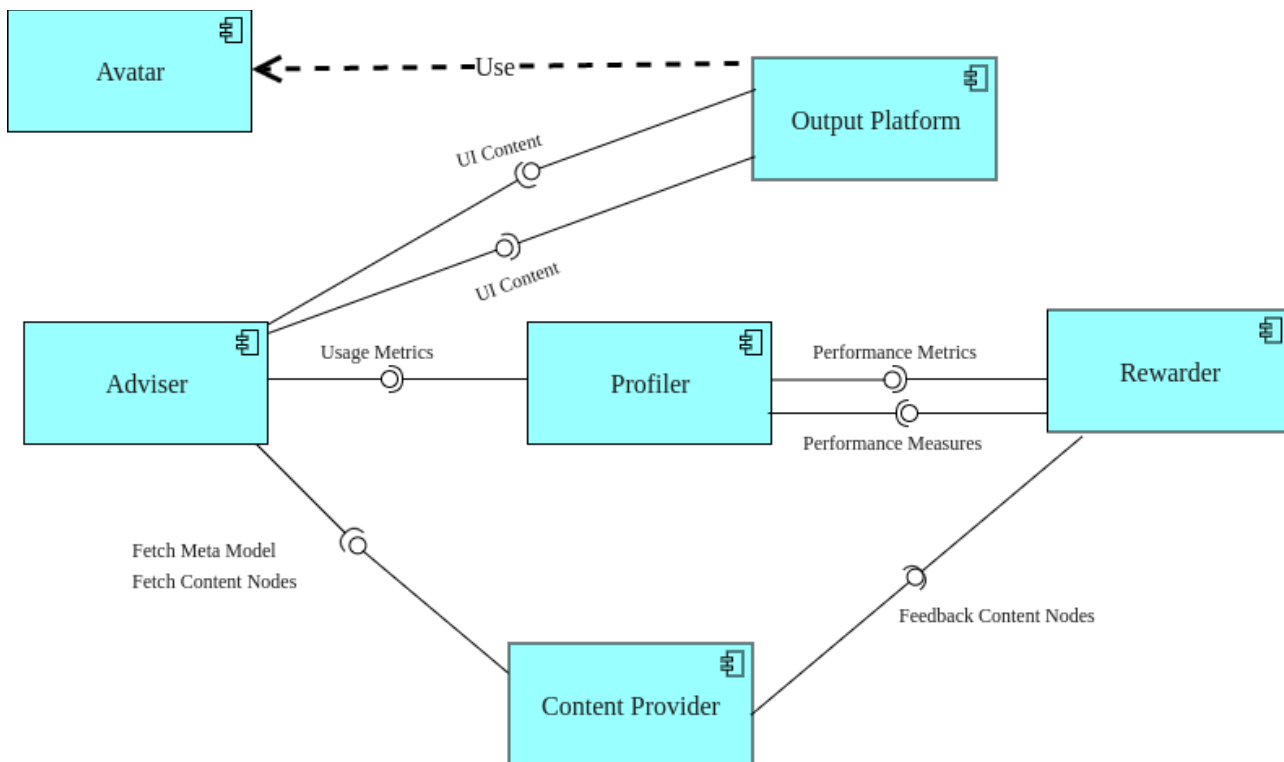 Avatar
Use
Output Platform
UI Content
UI Content
Adviser
Usage Metrics
Profiler
Performance Metrics
Rewarder
Performance Measures
Fetch Meta Model
Fetch Content Nodes
Feedback Content Nodes
Content Provider